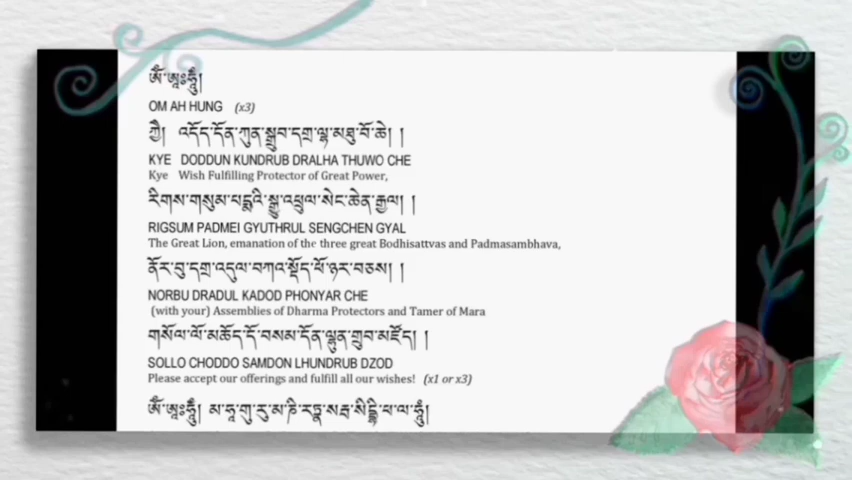 ཨོཾ་ཨཱཿཧཱུྃ།
OM AH HUNG (x3)
ཀྱཻ། འདོད་དོན་ཀུན་སྒྲུབ་དགྲ་ལྷ་མཐུ་བོ་ཆེ། །
KYE DODDUN KUNDRUB DRALHA THUWO CHE
Kye Wish Fulfilling Protector of Great Power,
རིགས་གསུམ་པདྨའི་སྒྱུ་འཕྲུལ་སེང་ཆེན་རྒྱལ། །
RIGSUM PADMEI GYUTHRUL SENGCHEN GYAL
The Great Lion, emanation of the three great Bodhisattvas and Padmasambhava,
ནོར་བུ་དགྲ་འདུལ་བཀའ་སྡོད་ཕོ་ཉར་བཅས། །
NORBU DRADUL KADOD PHONYAR CHE
(with your) Assemblies of Dharma Protectors and Tamer of Mara
གསོལ་ལོ་མཆོད་དོ་བསམ་དོན་ལྷུན་གྲུབ་མཛོད། །
SOLLO CHODDO SAMDON LHUNDRUB DZOD
Please accept our offerings and fulfill all our wishes! (x1 or x3)
ཨོཾ་ཨཱཿཧཱུྃ། མ་ཧཱ་གུ་རུ་མ་ཎི་རཏྣ་སརྦ་སིདྡྷི་ཕ་ལ་ཧཱུྃ།